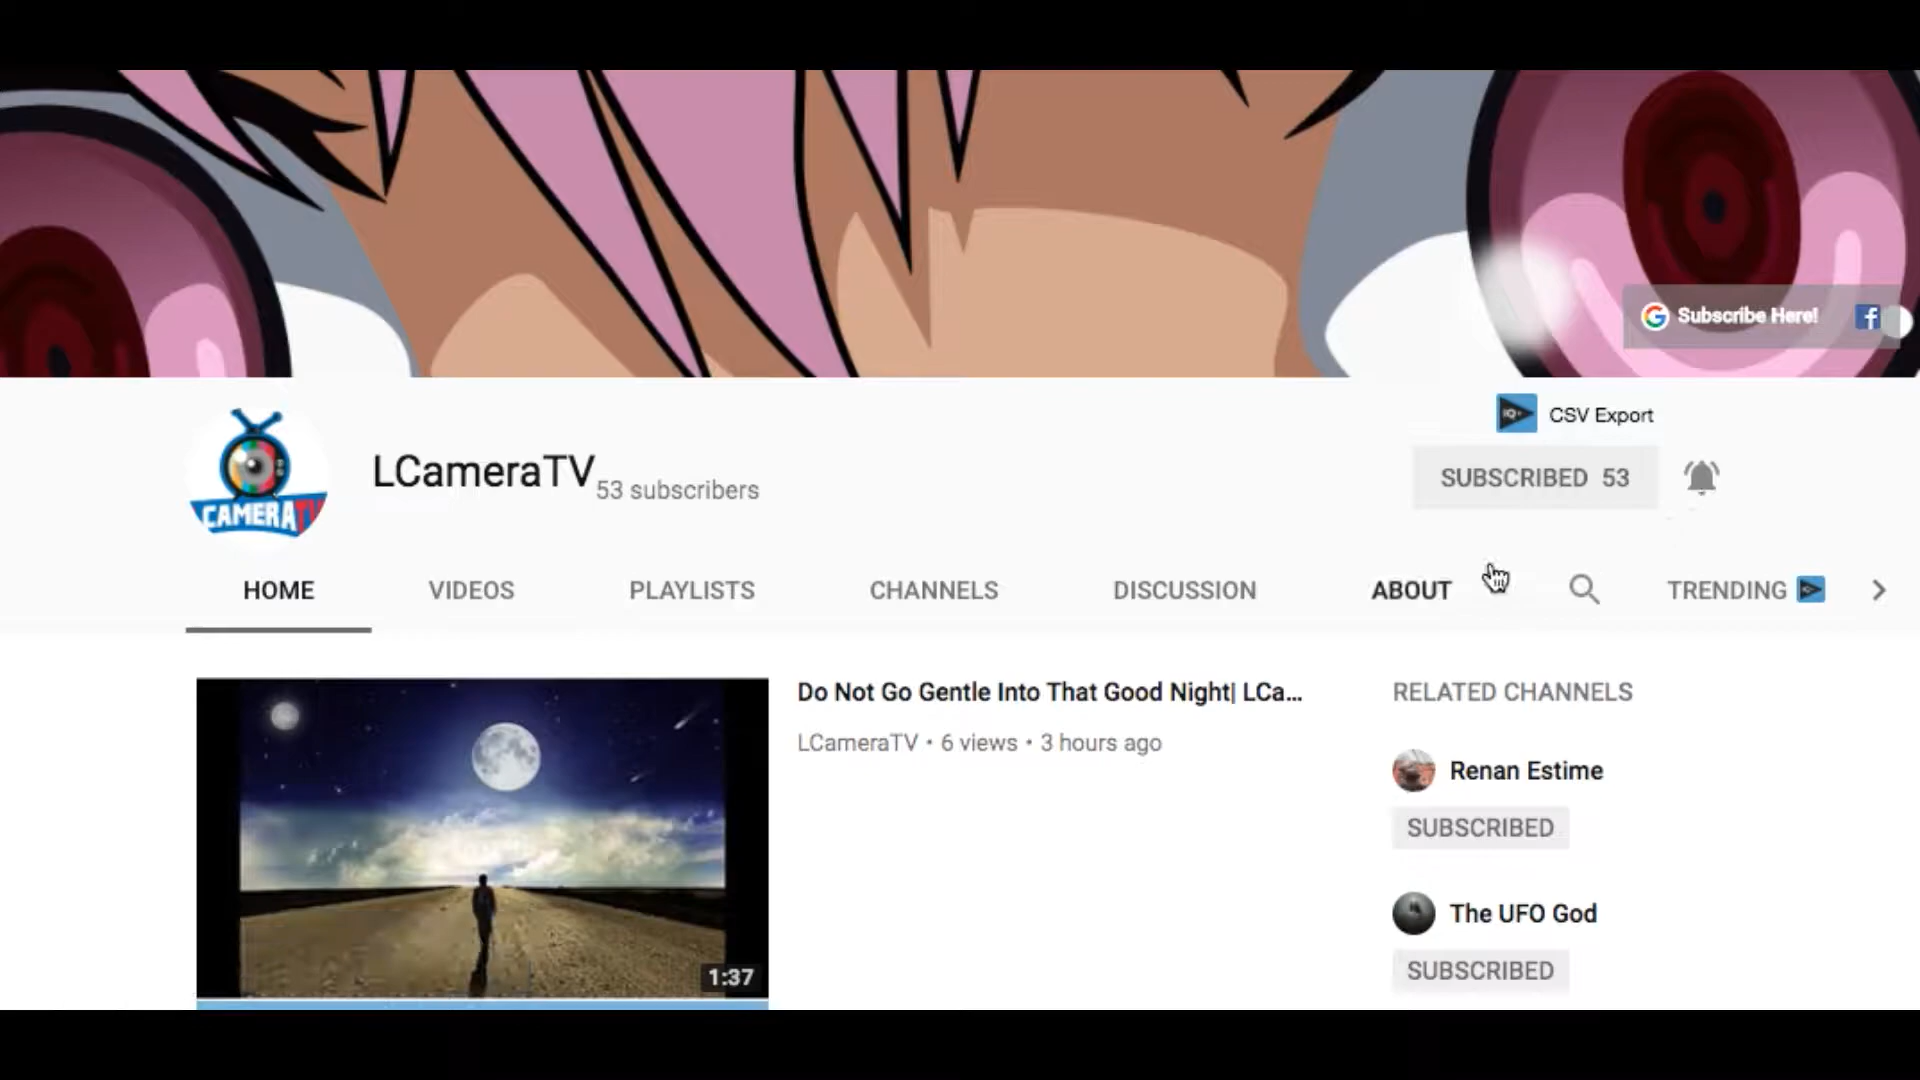 Subscribe Here!
IQ+ CSV Export
CAMERATV
LCameraTV 53 subscribers
SUBSCRIBED 53
HOME VIDEOS PLAYLISTS CHANNELS DISCUSSION ABOUT TRENDING
Do Not Go Gentle Into That Good Night| LCa...
LCameraTV • 6 views • 3 hours ago
1:37
RELATED CHANNELS
Renan Estime
SUBSCRIBED
The UFO God
SUBSCRIBED